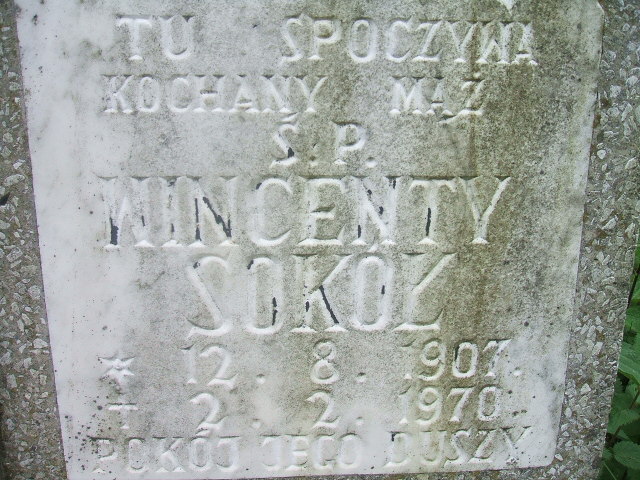 TU SPOCZYWA
KOCHANY MĄŻ
Ś.P.
WINCENTY
SOKÓŁ
* 12. 8. 1907.
† 2. 2. 1970.
POKÓJ JEGO DUSZY